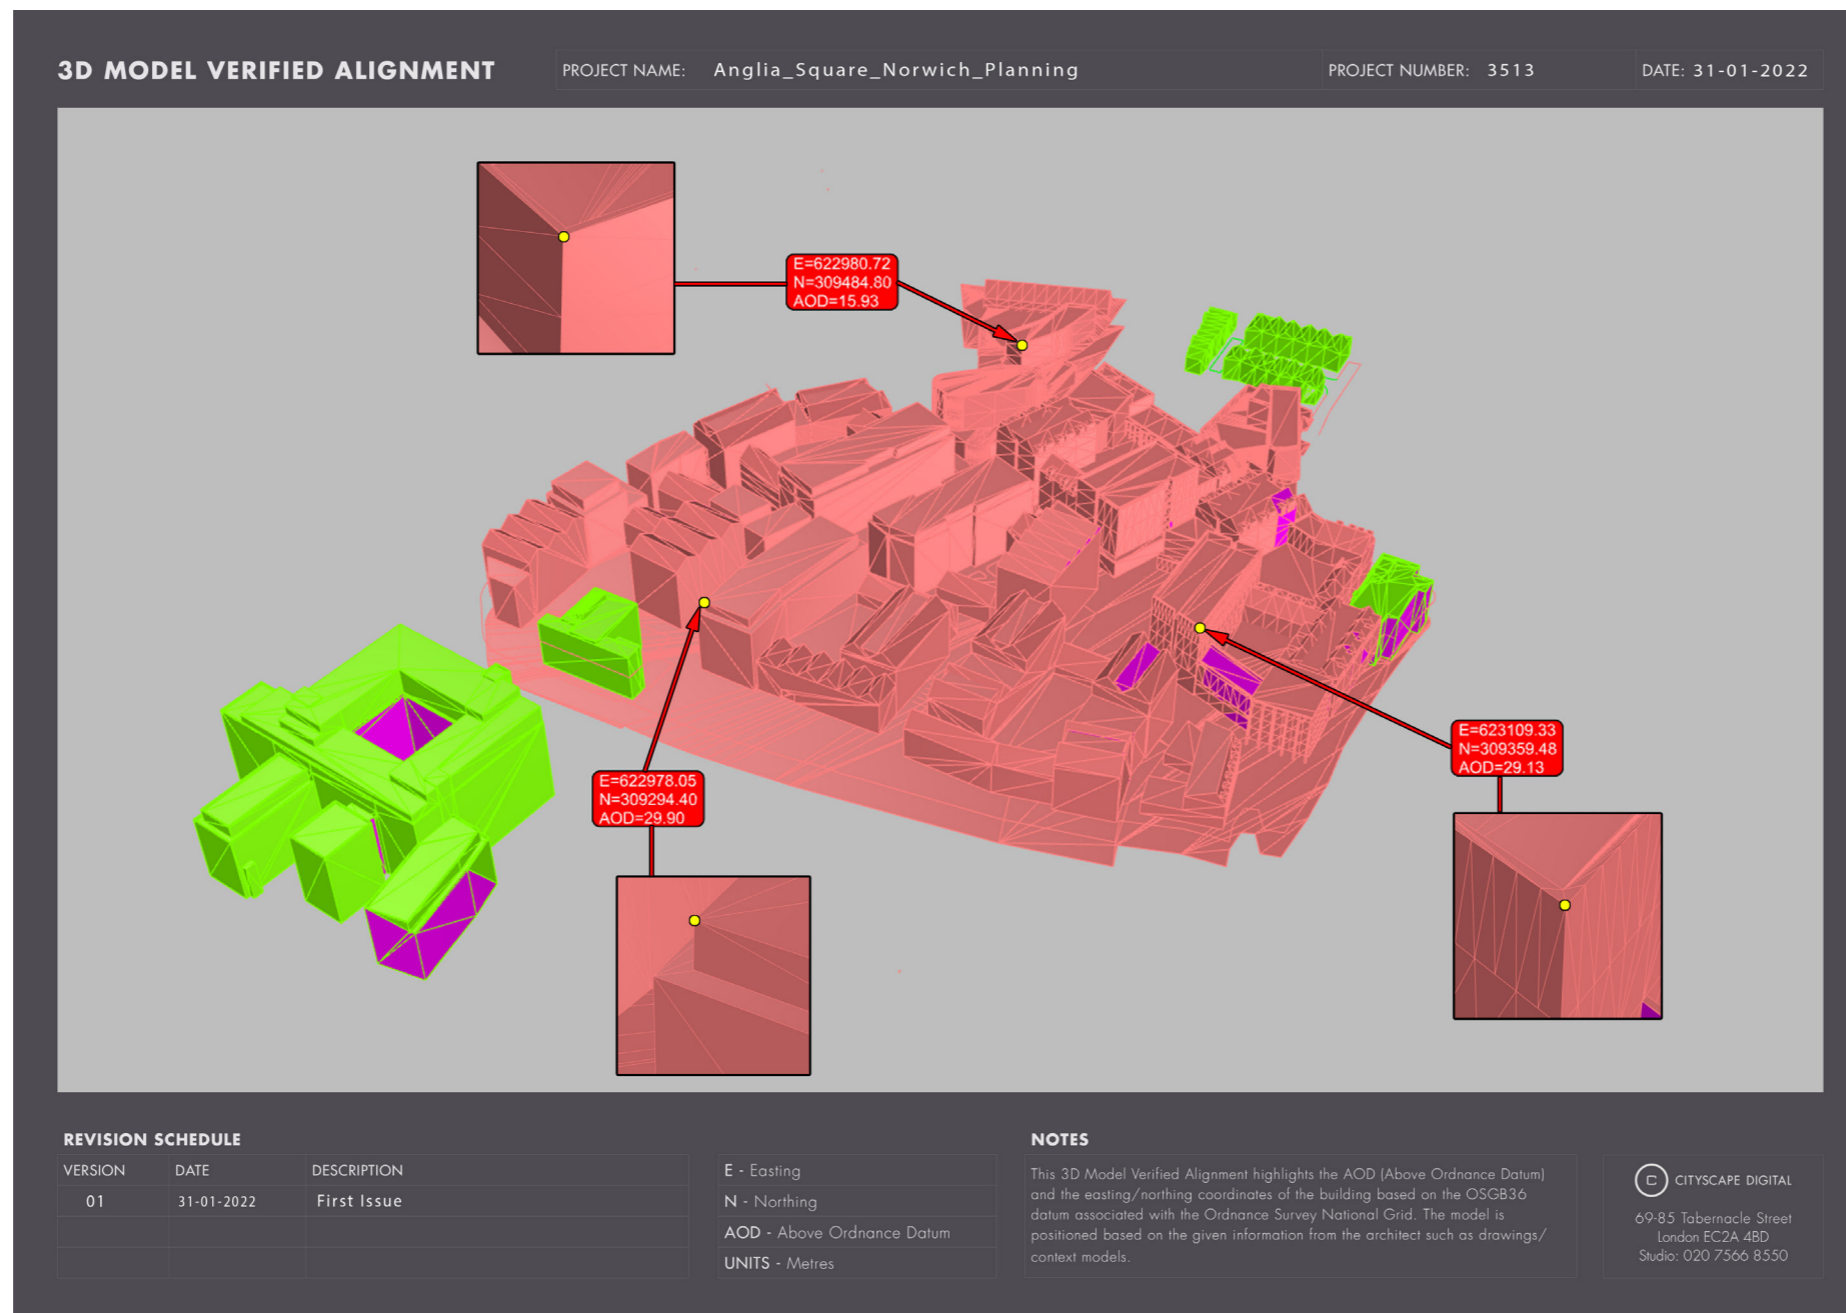 3D MODEL VERIFIED ALIGNMENT
PROJECT NAME: Anglia_Square_Norwich_Planning
PROJECT NUMBER: 3513
DATE: 31-01-2022
E=622980.72
N=309484.80
AOD=15.93
E=622978.05
N=309294.40
AOD=29.90
E=623109.33
N=309359.48
AOD=29.13
REVISION SCHEDULE
VERSION DATE DESCRIPTION
01 31-01-2022 First Issue
E - Easting
N - Northing
AOD - Above Ordnance Datum
UNITS - Metres
NOTES
This 3D Model Verified Alignment highlights the AOD (Above Ordnance Datum)
and the easting/northing coordinates of the building based on the OSGB36
datum associated with the Ordnance Survey National Grid. The model is
positioned based on the given information from the architect such as drawings/
context models.
C CITYSCAPE DIGITAL
69-85 Tabernacle Street
London EC2A 4BD
Studio: 020 7566 8550